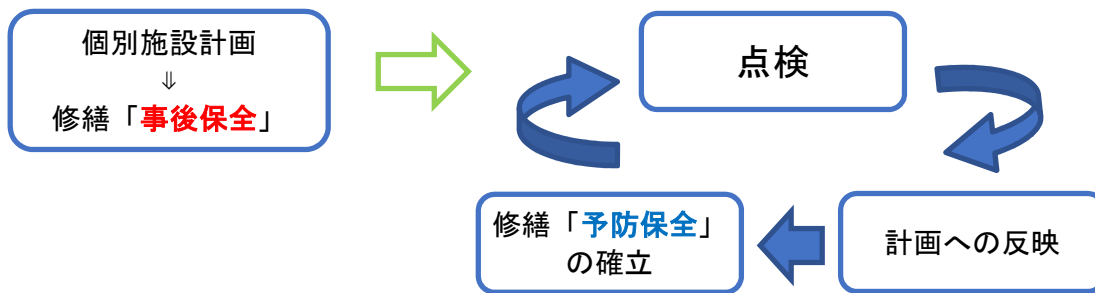 個別施設計画
⇓
修繕「事後保全」
点検
修繕「予防保全」
の確立
計画への反映